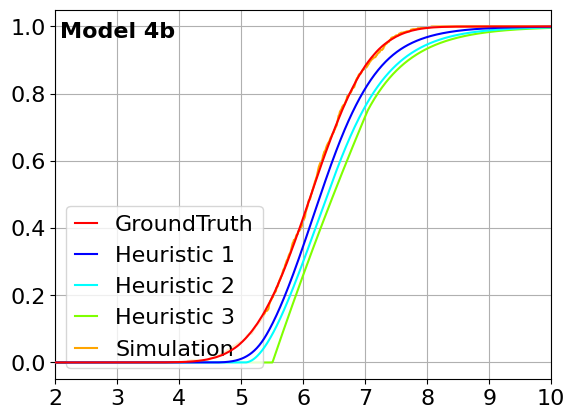 Model 4b
1.0
0.8
0.6
0.4
0.2
0.0
GroundTruth
Heuristic 1
Heuristic 2
Heuristic 3
Simulation
2 3 4 5 6 7 8 9 10